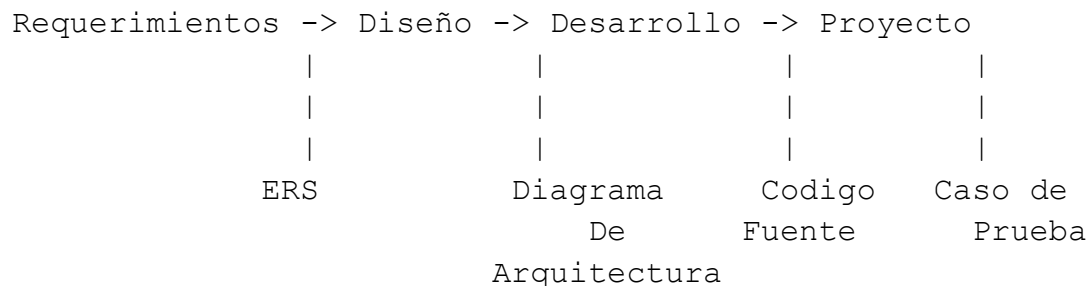 Requerimientos -> Diseño -> Desarrollo -> Proyecto
| | | |
| | | |
| | | |
ERS Diagrama Codigo Caso de
De Fuente Prueba
Arquitectura